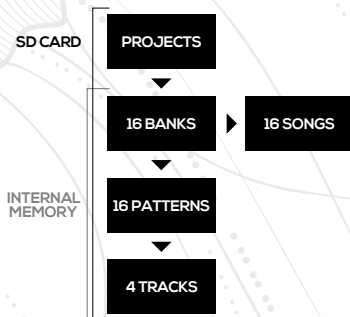 SD CARD
PROJECTS
16 BANKS
16 SONGS
INTERNAL
MEMORY
16 PATTERNS
4 TRACKS